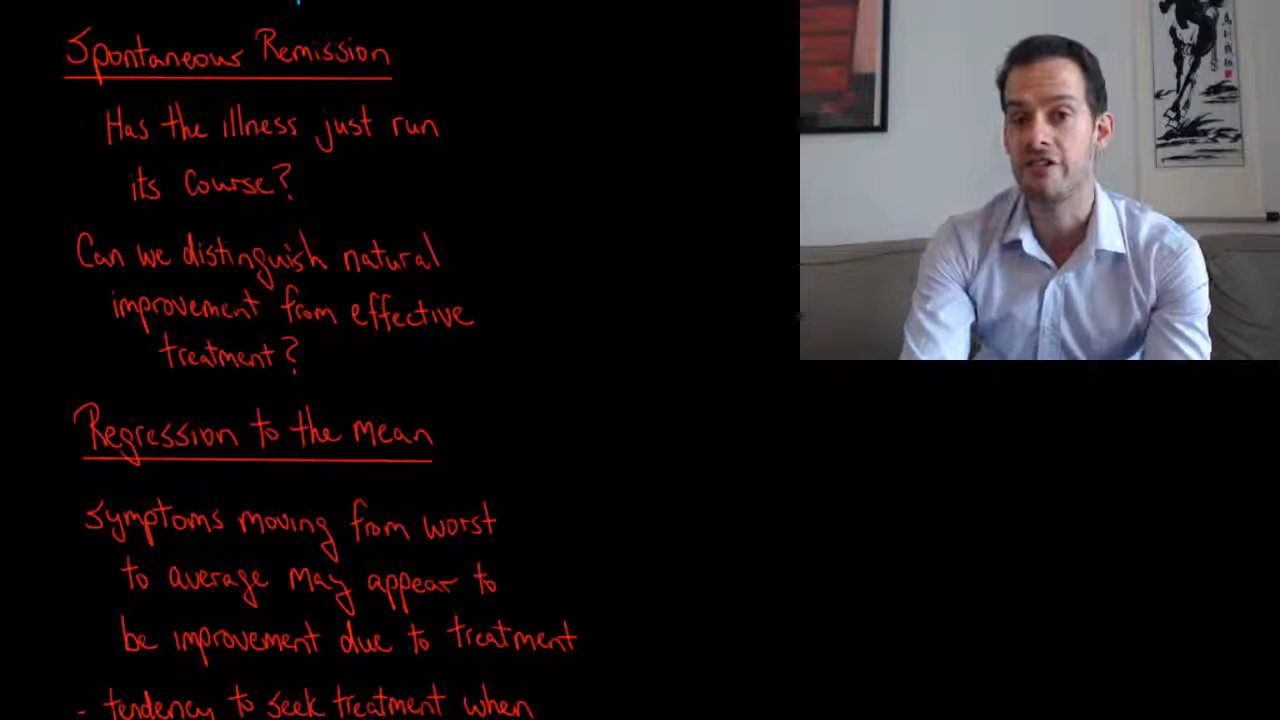 Spontaneous Remission
Has the illness just run
its course?
Can we distinguish natural
improvement from effective
treatment?
Regression to the mean
Symptoms moving from worst
to average may appear to
be improvement due to treatment
- tendency to seek treatment when